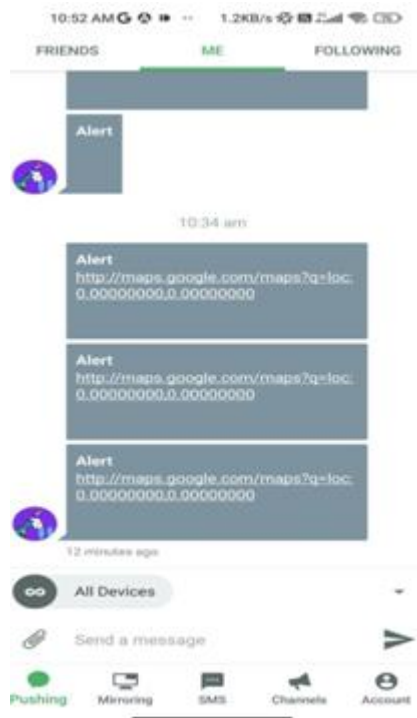 10:52 AM 1.2KB/s
FRIENDS ME FOLLOWING
Alert
10:34 am
Alert
http://maps.google.com/maps?q=loc:
0.00000000,0.00000000
Alert
http://maps.google.com/maps?q=loc:
0.00000000,0.00000000
Alert
http://maps.google.com/maps?q=loc:
0.00000000,0.00000000
12 minutes ago
All Devices
Send a message
Pushing Mirroring SMS Channels Account